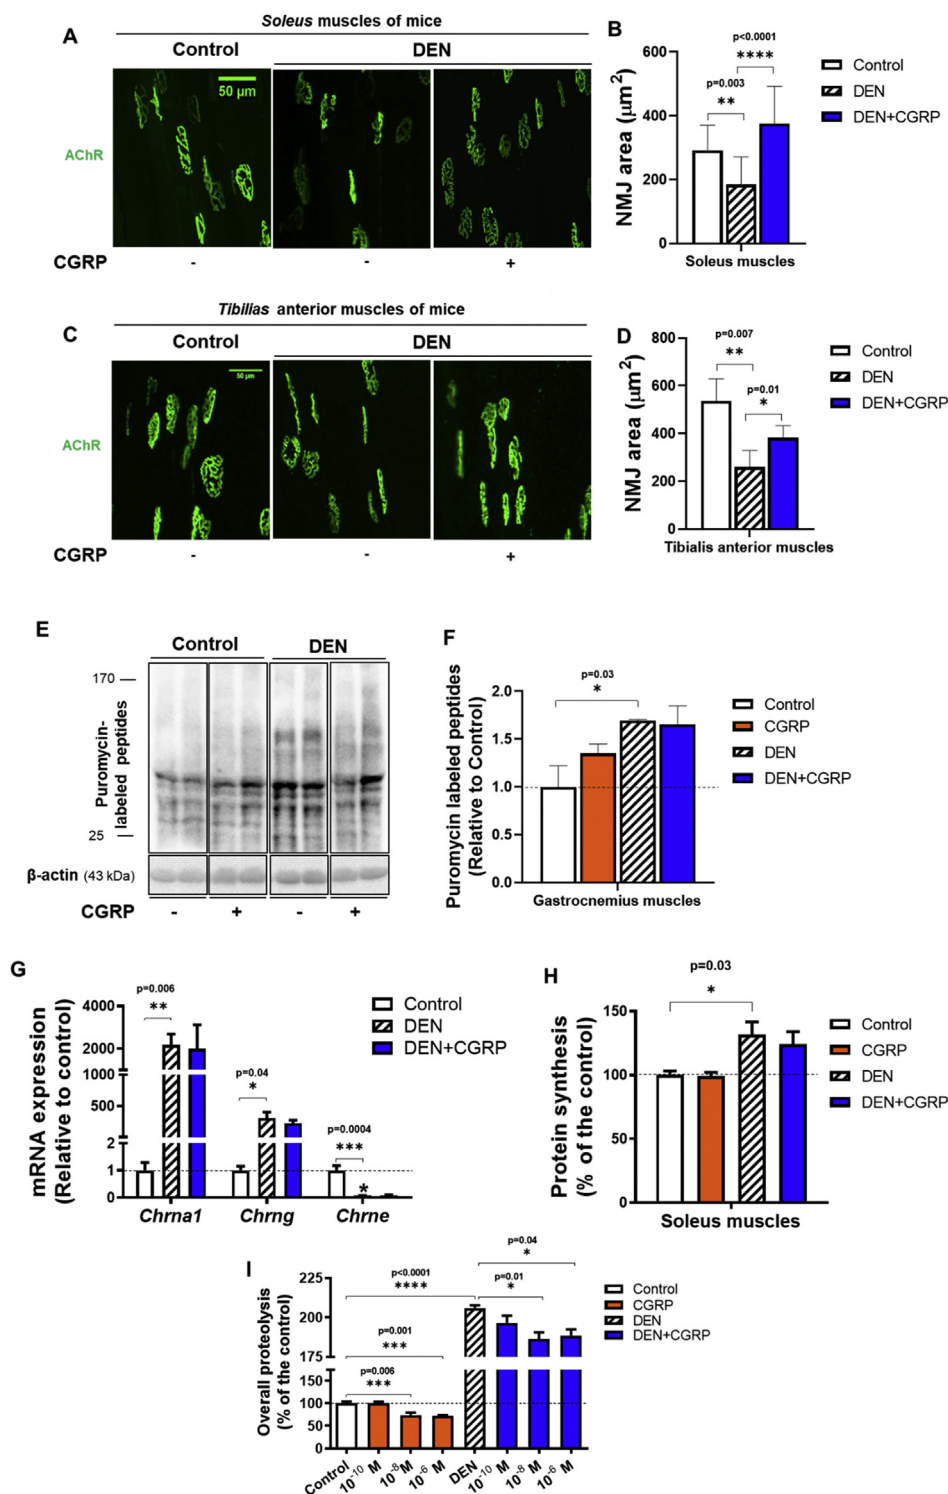 A
Soleus muscles of mice
Control DEN
AChR
50 µm
CGRP - - +
B
p<0.0001
****
p=0.003
**
NMJ area (µm²)
600
400
200
0
Soleus muscles
Control
DEN
DEN+CGRP
C
Tibilias anterior muscles of mice
Control DEN
AChR
50 µm
CGRP - - +
D
p=0.007
**
p=0.01
*
NMJ area (µm²)
800
600
400
200
0
Tibialis anterior muscles
Control
DEN
DEN+CGRP
E
Control DEN
170
Puromycin-
labeled peptides
25
β-actin (43 kDa)
CGRP - + - +
F
p=0.03
*
Puromycin labeled peptides
(Relative to Control)
2.0
1.5
1.0
0.5
0.0
Gastrocnemius muscles
Control
CGRP
DEN
DEN+CGRP
G
p=0.006
**
p=0.04
*
p=0.0004
***
*
mRNA expression
(Relative to control)
4000
2000
1000
500
2
1
0
Chrna1 Chrng Chrne
Control
DEN
DEN+CGRP
H
p=0.03
*
Protein synthesis
(% of the control)
150
100
50
0
Soleus muscles
Control
CGRP
DEN
DEN+CGRP
I
p=0.04
*
p<0.0001
****
p=0.01
*
p=0.001
***
p=0.006
***
Overall proteolysis
(% of the control)
225
200
175
150
100
50
0
Control 10⁻¹⁰ M 10⁻⁸ M 10⁻⁶ M DEN 10⁻¹⁰ M 10⁻⁸ M 10⁻⁶ M
Control
CGRP
DEN
DEN+CGRP